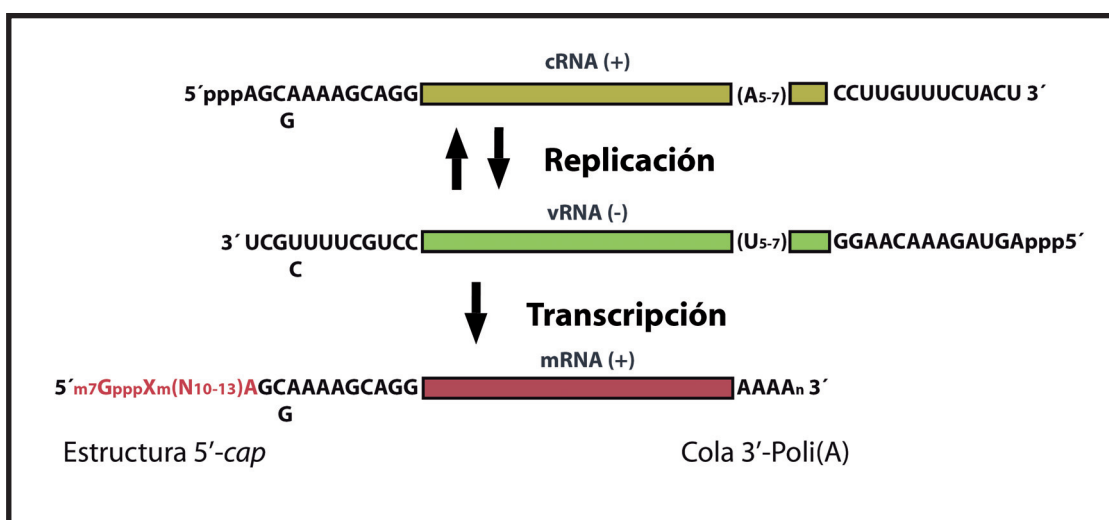 cRNA (+)
5´pppAGCAAAAGCAGG (A5-7) CCUUGUUUCUACU 3´
G
Replicación
vRNA (-)
3´ UCGUUUUCGUCC (U5-7) GGAACAAAGAUGAppp5´
C
Transcripción
mRNA (+)
5´m7GpppXm(N10-13)AGCAAAAGCAGG AAAAn 3´
G
Estructura 5’-cap Cola 3’-Poli(A)